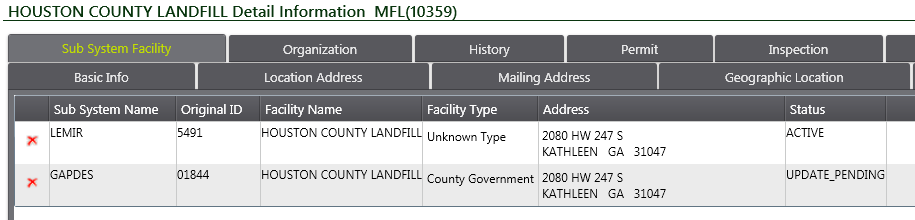 HOUSTON COUNTY LANDFILL Detail Information MFL(10359)
Sub System Facility Organization History Permit Inspection
Basic Info Location Address Mailing Address Geographic Location
Sub System Name Original ID Facility Name Facility Type Address Status
LEMIR 5491 HOUSTON COUNTY LANDFILL Unknown Type 2080 HW 247 S ACTIVE
KATHLEEN GA 31047
GAPDES 01844 HOUSTON COUNTY LANDFILL County Government 2080 HW 247 S UPDATE_PENDING
KATHLEEN GA 31047